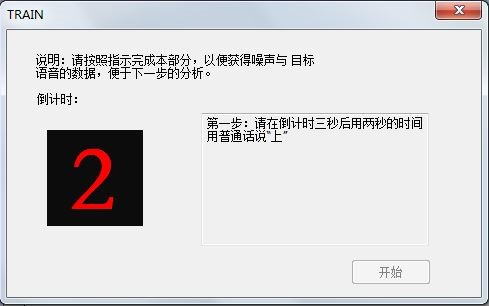 TRAIN
说明：请按照指示完成本部分，以便获得噪声与 目标
语音的数据，便于下一步的分析。
倒计时：
2
第一步：请在倒计时三秒后用两秒的时间
用普通话说“上”
开始